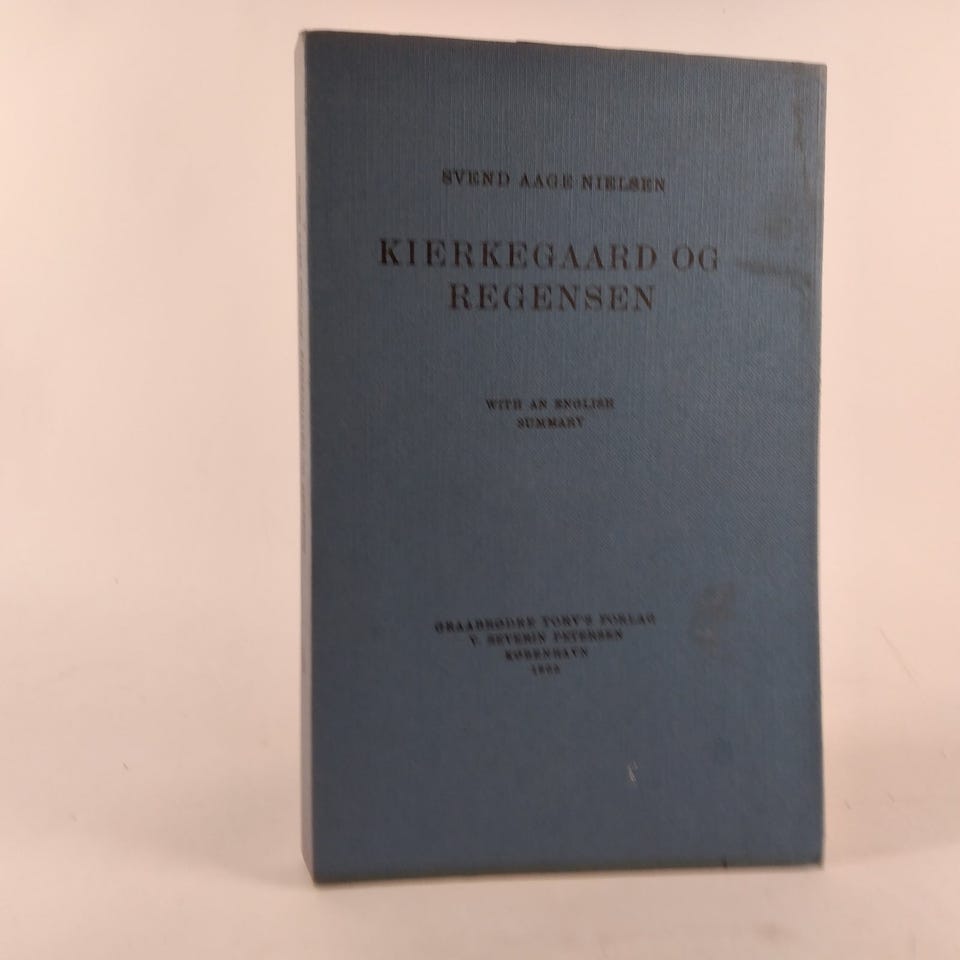 SVEND AAGE NIELSEN
KIERKEGAARD OG
REGENSEN
WITH AN ENGLISH
SUMMARY
GRAABRØDRE TORV'S FORLAG
V. SEVERIN PETERSEN
KØBENHAVN